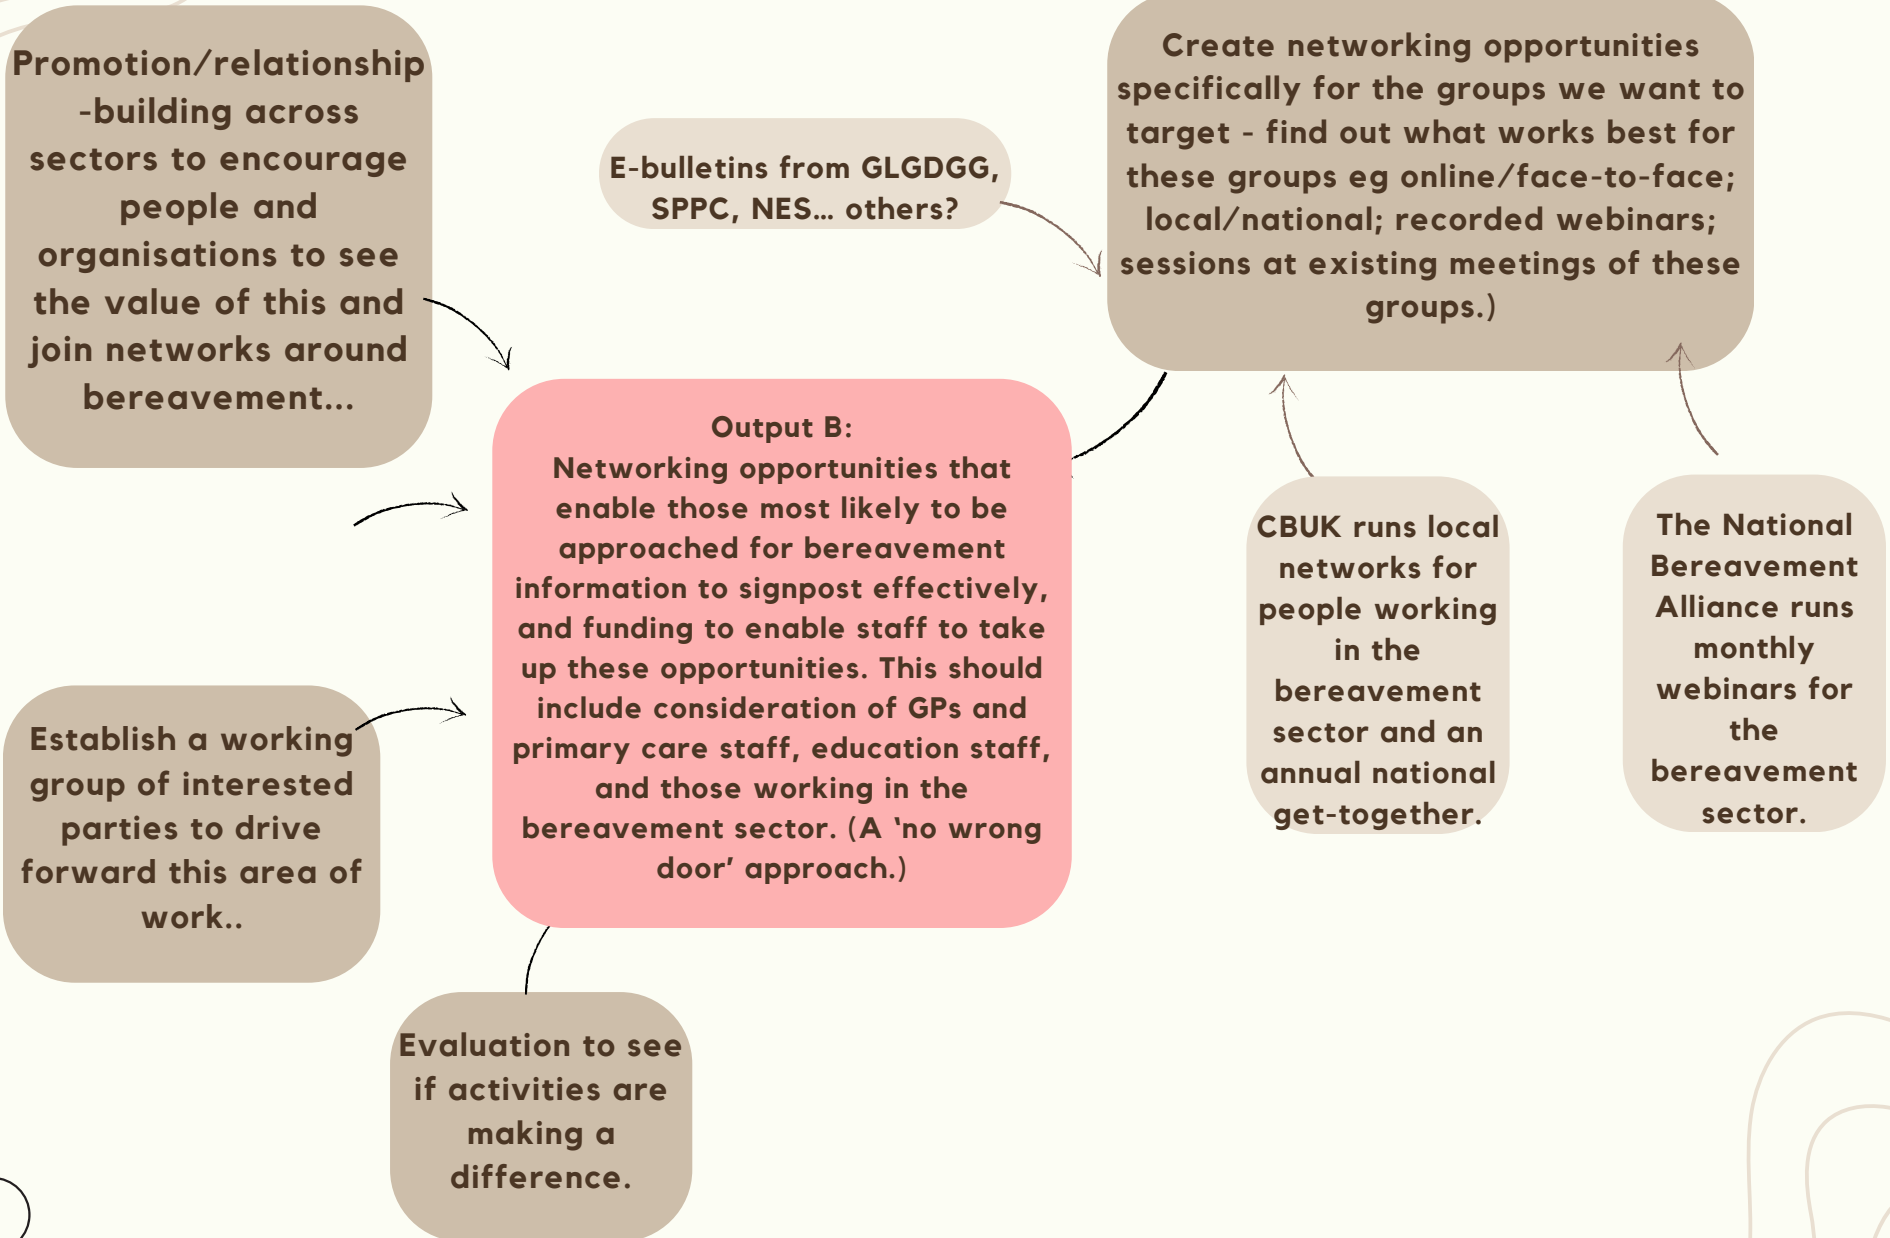 Promotion/relationship
-building across
sectors to encourage
people and
organisations to see
the value of this and
join networks around
bereavement...
E-bulletins from GLGDGG,
SPPC, NES... others?
Create networking opportunities
specifically for the groups we want to
target - find out what works best for
these groups eg online/face-to-face;
local/national; recorded webinars;
sessions at existing meetings of these
groups.)
Output B:
Networking opportunities that
enable those most likely to be
approached for bereavement
information to signpost effectively,
and funding to enable staff to take
up these opportunities. This should
include consideration of GPs and
primary care staff, education staff,
and those working in the
bereavement sector. (A ‘no wrong
door’ approach.)
CBUK runs local
networks for
people working
in the
bereavement
sector and an
annual national
get-together.
The National
Bereavement
Alliance runs
monthly
webinars for
the
bereavement
sector.
Establish a working
group of interested
parties to drive
forward this area of
work..
Evaluation to see
if activities are
making a
difference.